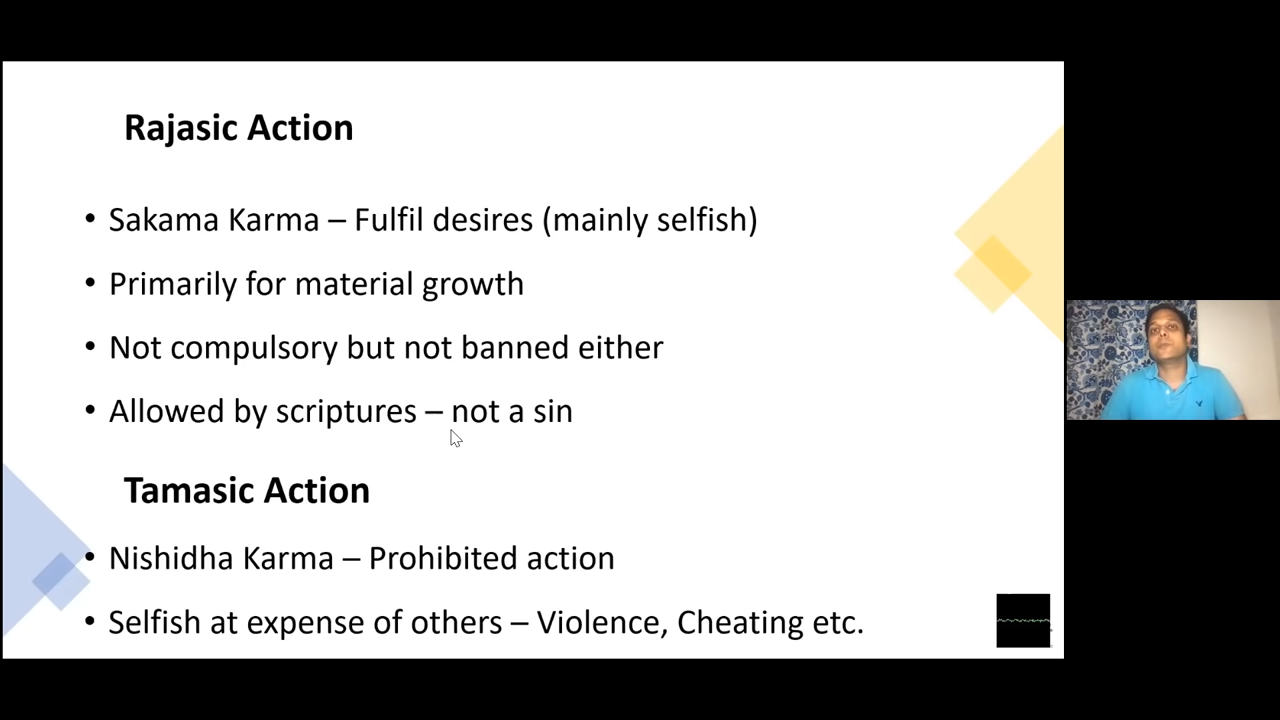 Rajasic Action
• Sakama Karma – Fulfil desires (mainly selfish)
• Primarily for material growth
• Not compulsory but not banned either
• Allowed by scriptures – not a sin
Tamasic Action
• Nishidha Karma – Prohibited action
• Selfish at expense of others – Violence, Cheating etc.